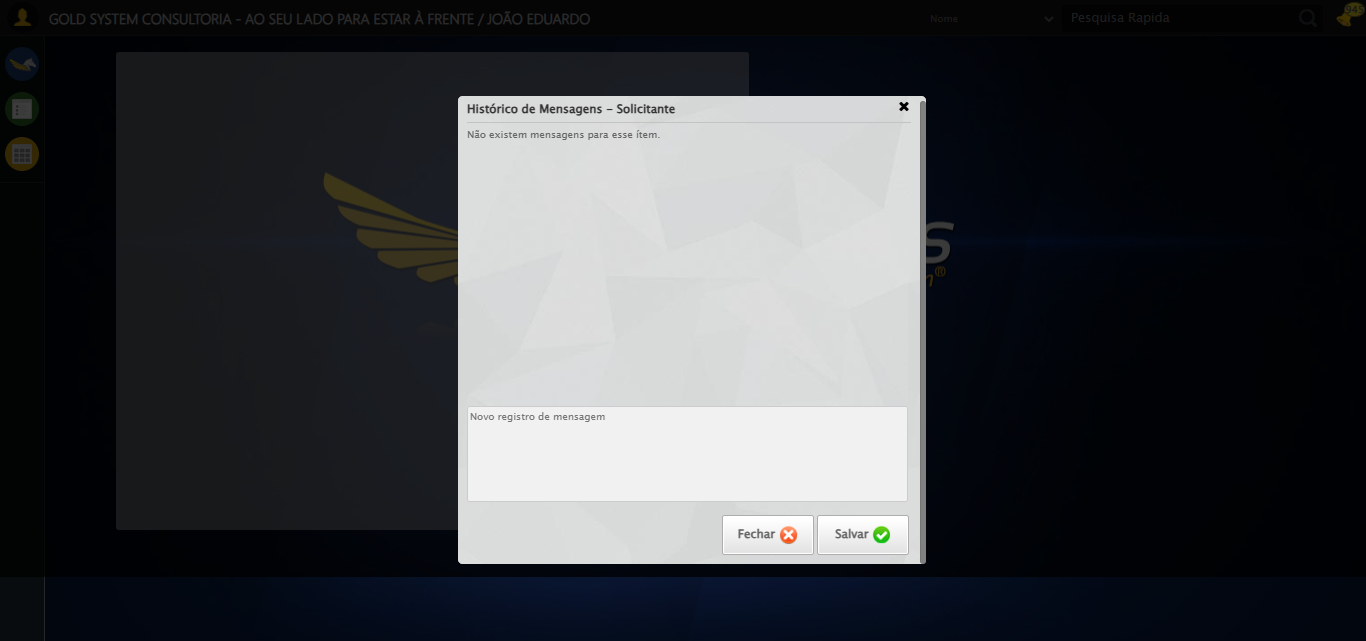 GOLD SYSTEM CONSULTORIA - AO SEU LADO PARA ESTAR À FRENTE / JOÃO EDUARDO
Nome
Pesquisa Rapida
Histórico de Mensagens - Solicitante
Não existem mensagens para esse ítem.
Novo registro de mensagem
Fechar
Salvar